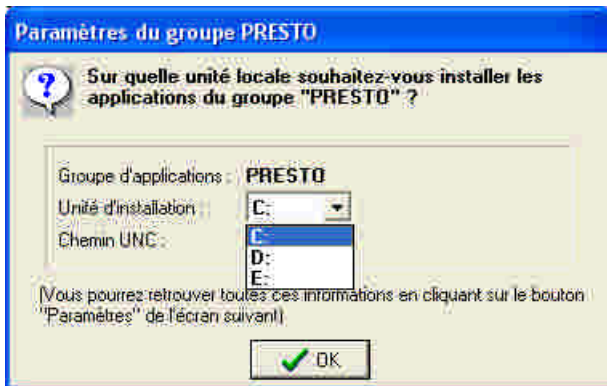 Paramètres du groupe PRESTO
Sur quelle unité locale souhaitez-vous installer les
applications du groupe "PRESTO" ?
Groupe d'applications : PRESTO
Unité d'installation : C:
Chemin UNC :
C:
D:
E:
(Vous pourrez retrouver toutes ces informations en cliquant sur le bouton
"Paramètres" de l'écran suivant)
OK